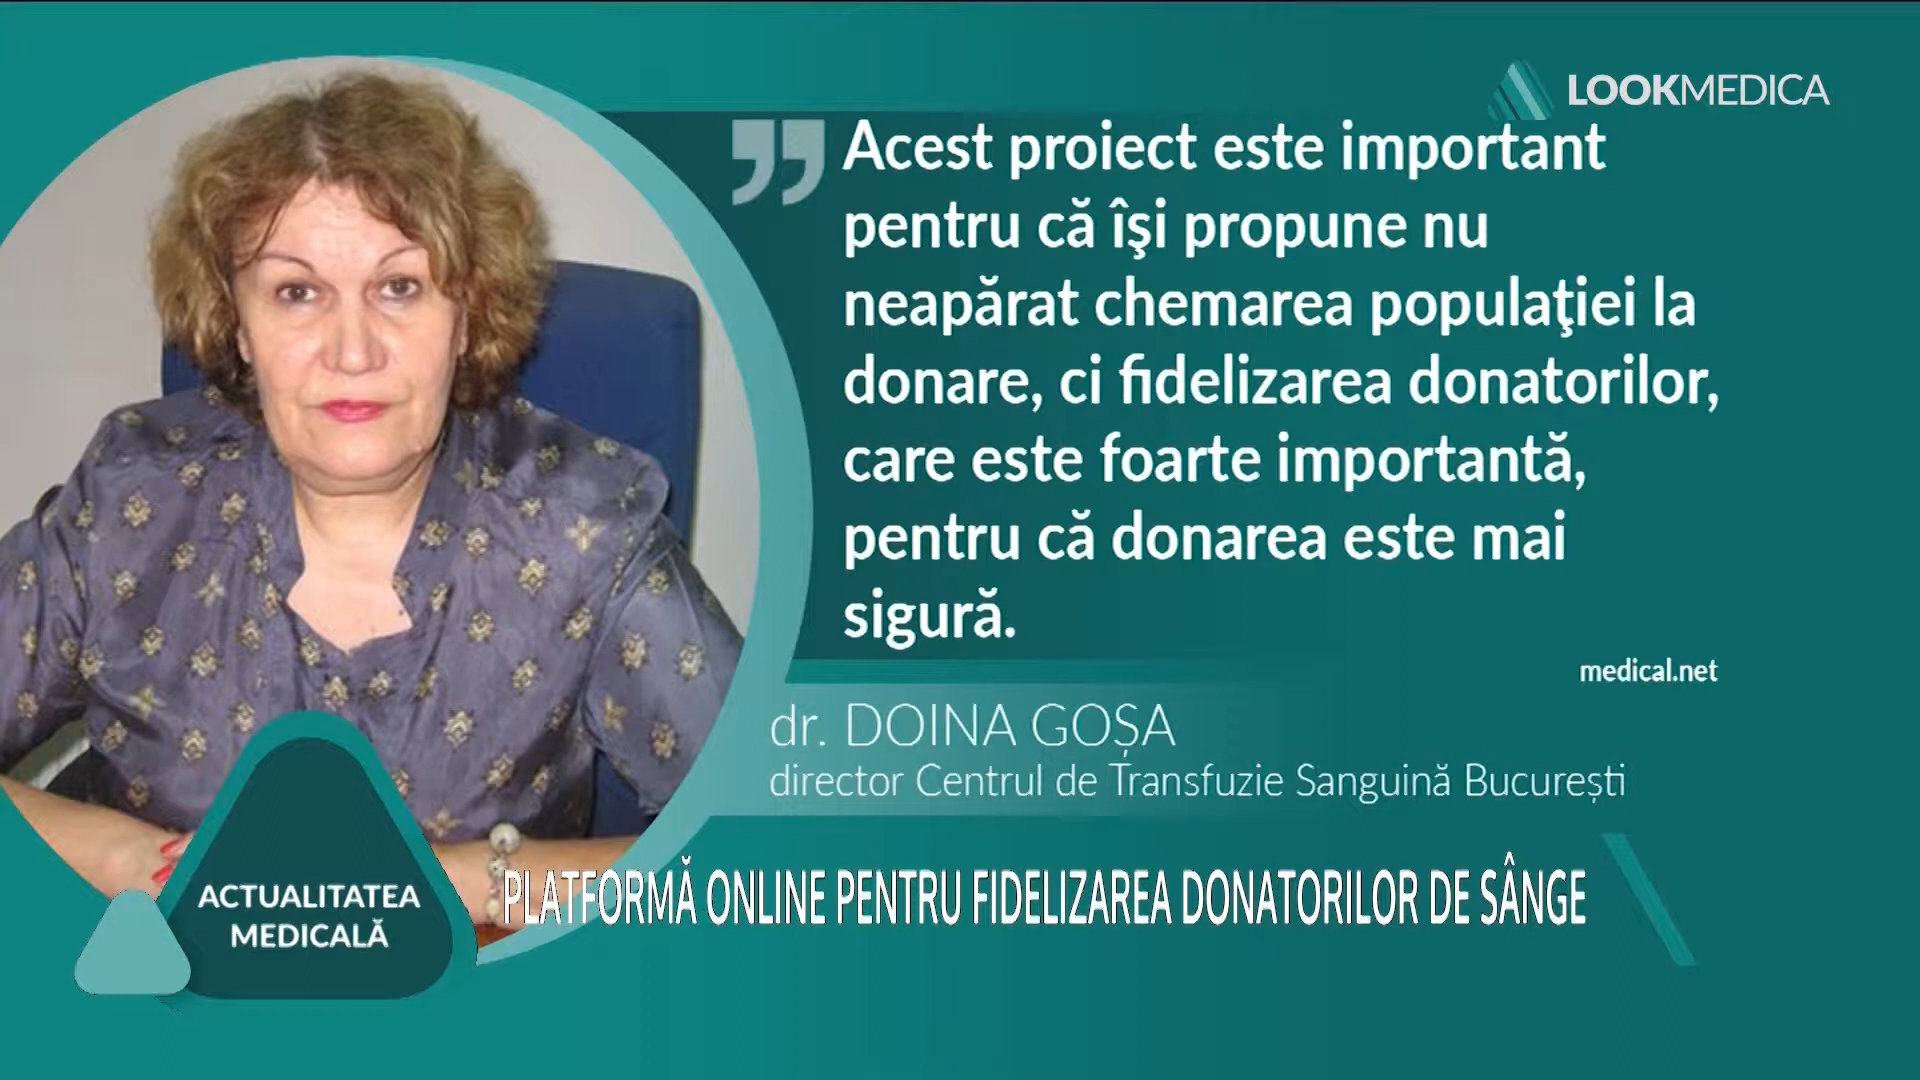 LOOKMEDICA
Acest proiect este important
pentru că îşi propune nu
neapărat chemarea populaţiei la
donare, ci fidelizarea donatorilor,
care este foarte importantă,
pentru că donarea este mai
sigură.
medical.net
dr. DOINA GOȘA
director Centrul de Transfuzie Sanguină București
PLATFORMĂ ONLINE PENTRU FIDELIZAREA DONATORILOR DE SÂNGE
ACTUALITATEA
MEDICALĂ